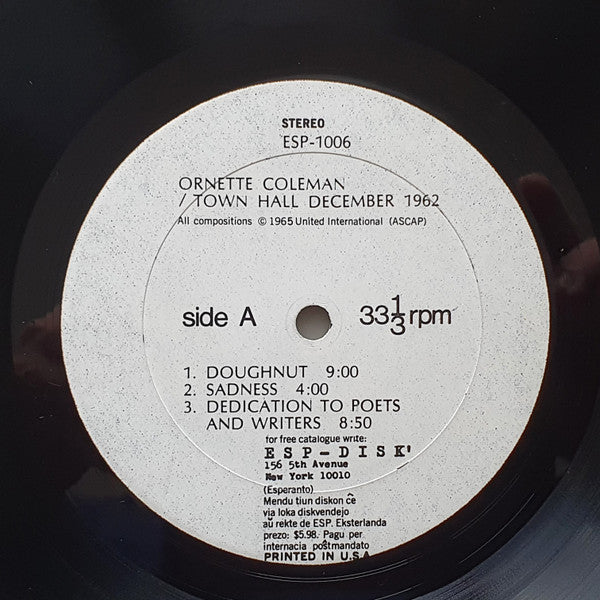 STEREO
ESP-1006
ORNETTE COLEMAN
/ TOWN HALL DECEMBER 1962
All compositions © 1965 United International (ASCAP)
side A 33 1/3 rpm
1. DOUGHNUT 9:00
2. SADNESS 4:00
3. DEDICATION TO POETS
AND WRITERS 8:50
for free catalogue write:
ESP-DISK'
156 5th Avenue
New York 10010
(Esperanto)
Mendu tiun diskon ĉe
via loka diskvendejo
aŭ rekte de ESP. Eksterlanda
prezo: $5.98. Pagu per
internacia poŝtmandato
PRINTED IN U.S.A.